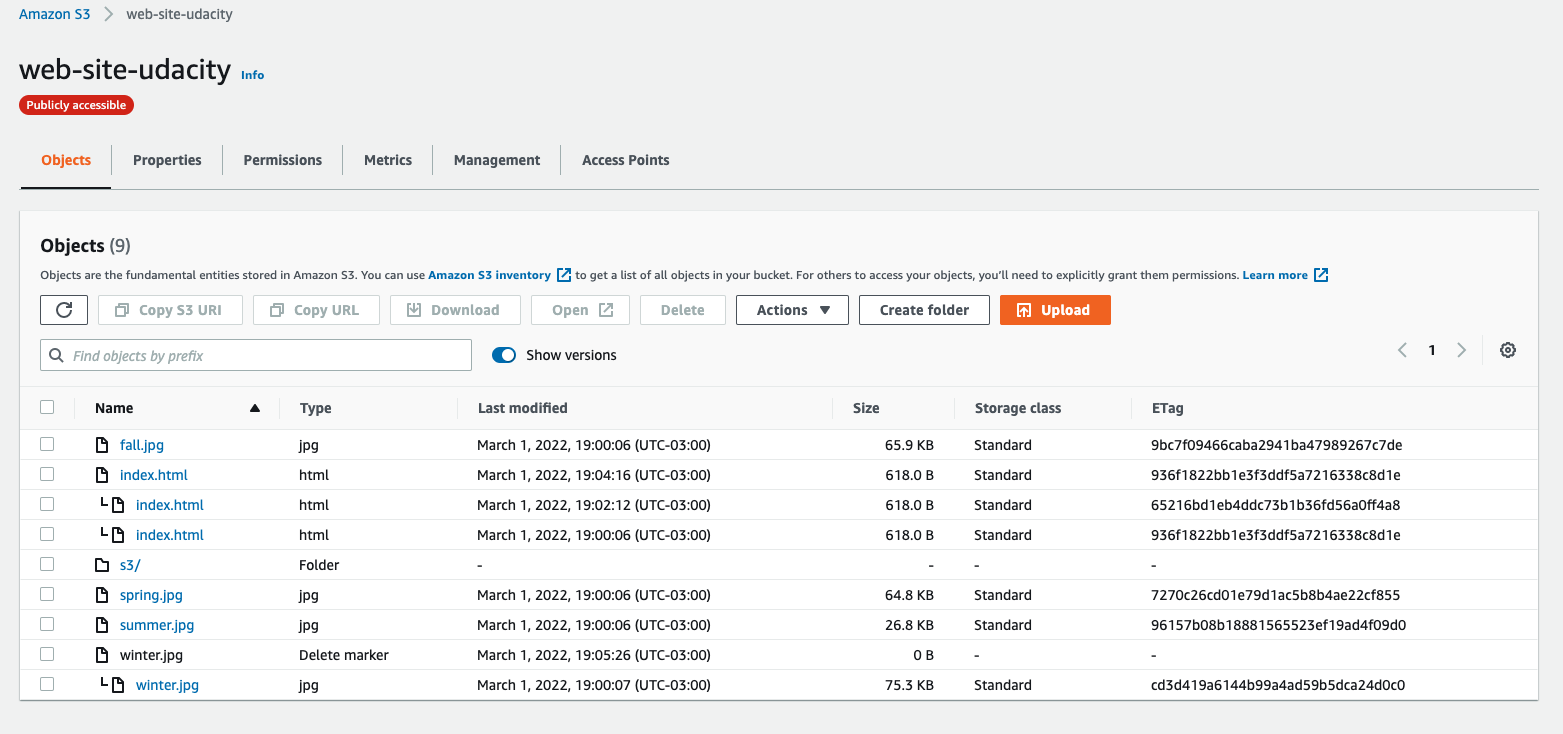 Amazon S3 > web-site-udacity
web-site-udacity Info
Publicly accessible
Objects Properties Permissions Metrics Management Access Points
Objects (9)
Objects are the fundamental entities stored in Amazon S3. You can use Amazon S3 inventory to get a list of all objects in your bucket. For others to access your objects, you'll need to explicitly grant them permissions. Learn more
Copy S3 URI Copy URL Download Open Delete Actions Create folder Upload
Find objects by prefix Show versions 1
Name Type Last modified Size Storage class ETag
fall.jpg jpg March 1, 2022, 19:00:06 (UTC-03:00) 65.9 KB Standard 9bc7f09466caba2941ba47989267c7de
index.html html March 1, 2022, 19:04:16 (UTC-03:00) 618.0 B Standard 936f1822bb1e3f3ddf5a7216338c8d1e
index.html html March 1, 2022, 19:02:12 (UTC-03:00) 618.0 B Standard 65216bd1eb4ddc73b1b36fd56a0ff4a8
index.html html March 1, 2022, 19:00:06 (UTC-03:00) 618.0 B Standard 936f1822bb1e3f3ddf5a7216338c8d1e
s3/ Folder - - - -
spring.jpg jpg March 1, 2022, 19:00:06 (UTC-03:00) 64.8 KB Standard 7270c26cd01e79d1ac5b8b4ae22cf855
summer.jpg jpg March 1, 2022, 19:00:06 (UTC-03:00) 26.8 KB Standard 96157b08b18881565523ef19ad4f09d0
winter.jpg Delete marker March 1, 2022, 19:05:26 (UTC-03:00) 0 B - -
winter.jpg jpg March 1, 2022, 19:00:07 (UTC-03:00) 75.3 KB Standard cd3d419a6144b99a4ad59b5dca24d0c0